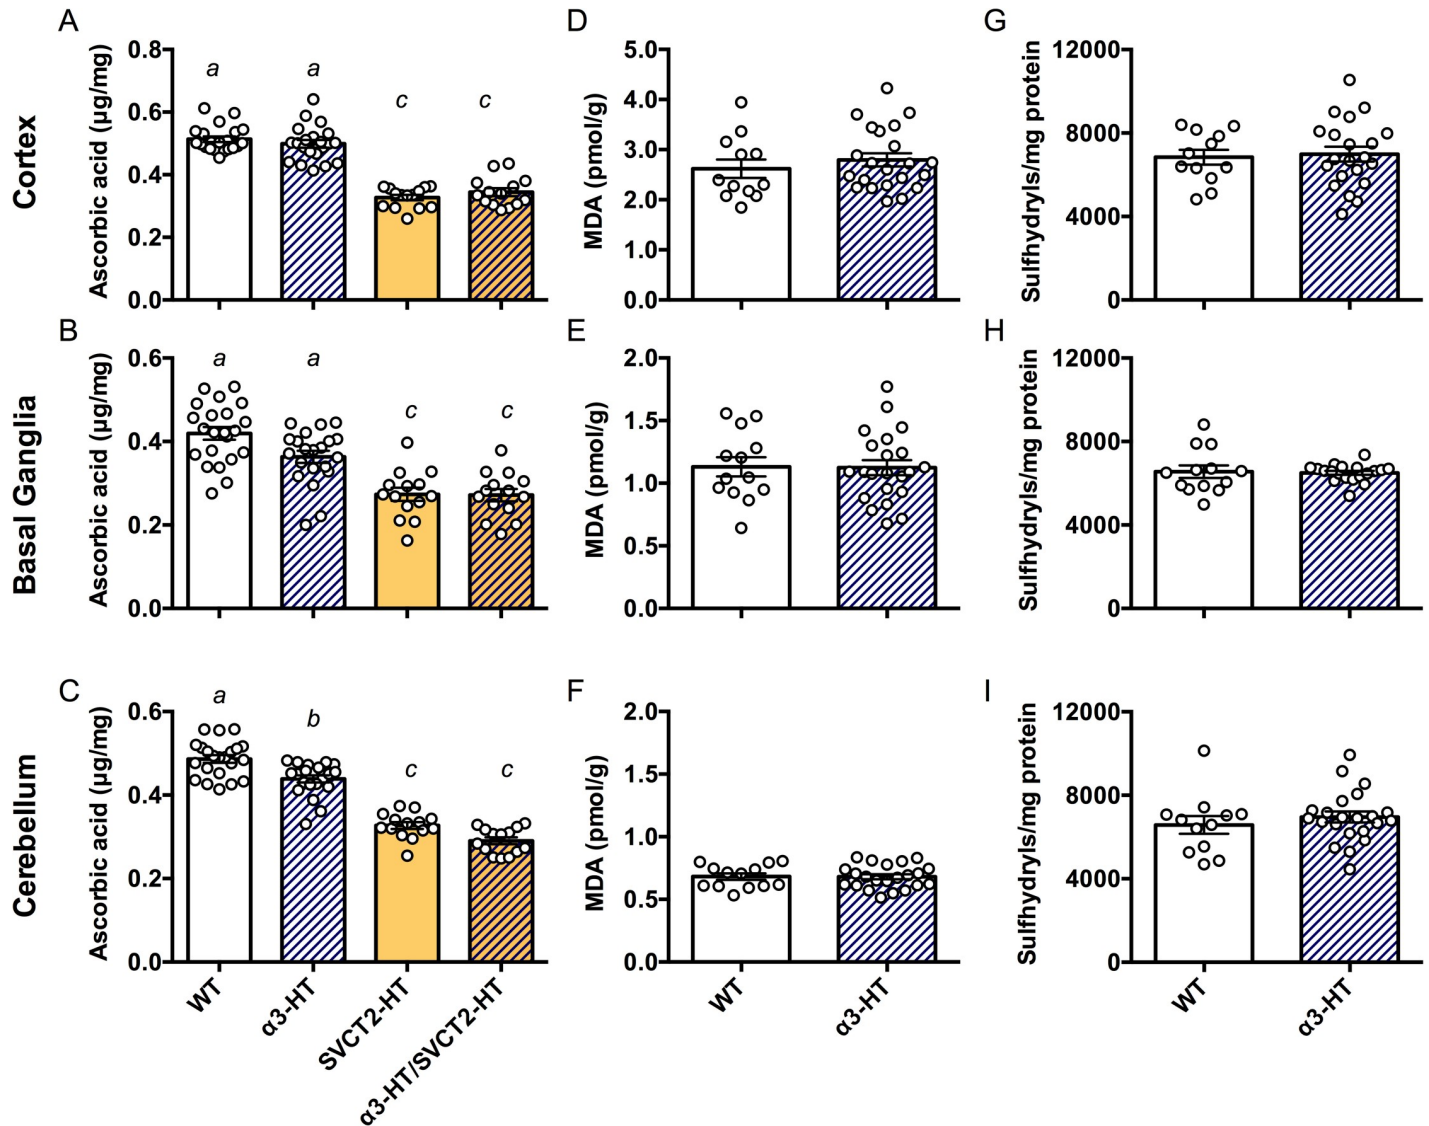 A
D
G
Cortex
Ascorbic acid (µg/mg)
0.8
0.6
0.4
0.2
0.0
a
a
c
c
MDA (pmol/g)
5.0
4.0
3.0
2.0
1.0
0.0
Sulfhydryls/mg protein
12000
8000
4000
0
B
E
H
Basal Ganglia
Ascorbic acid (µg/mg)
0.6
0.4
0.2
0.0
a
a
c
c
MDA (pmol/g)
2.0
1.5
1.0
0.5
0.0
Sulfhydryls/mg protein
12000
8000
4000
0
C
F
I
Cerebellum
Ascorbic acid (µg/mg)
0.6
0.4
0.2
0.0
a
b
c
c
WT
α3-HT
SVCT2-HT
α3-HT/SVCT2-HT
MDA (pmol/g)
2.0
1.5
1.0
0.5
0.0
WT
α3-HT
Sulfhydryls/mg protein
12000
8000
4000
0
WT
α3-HT